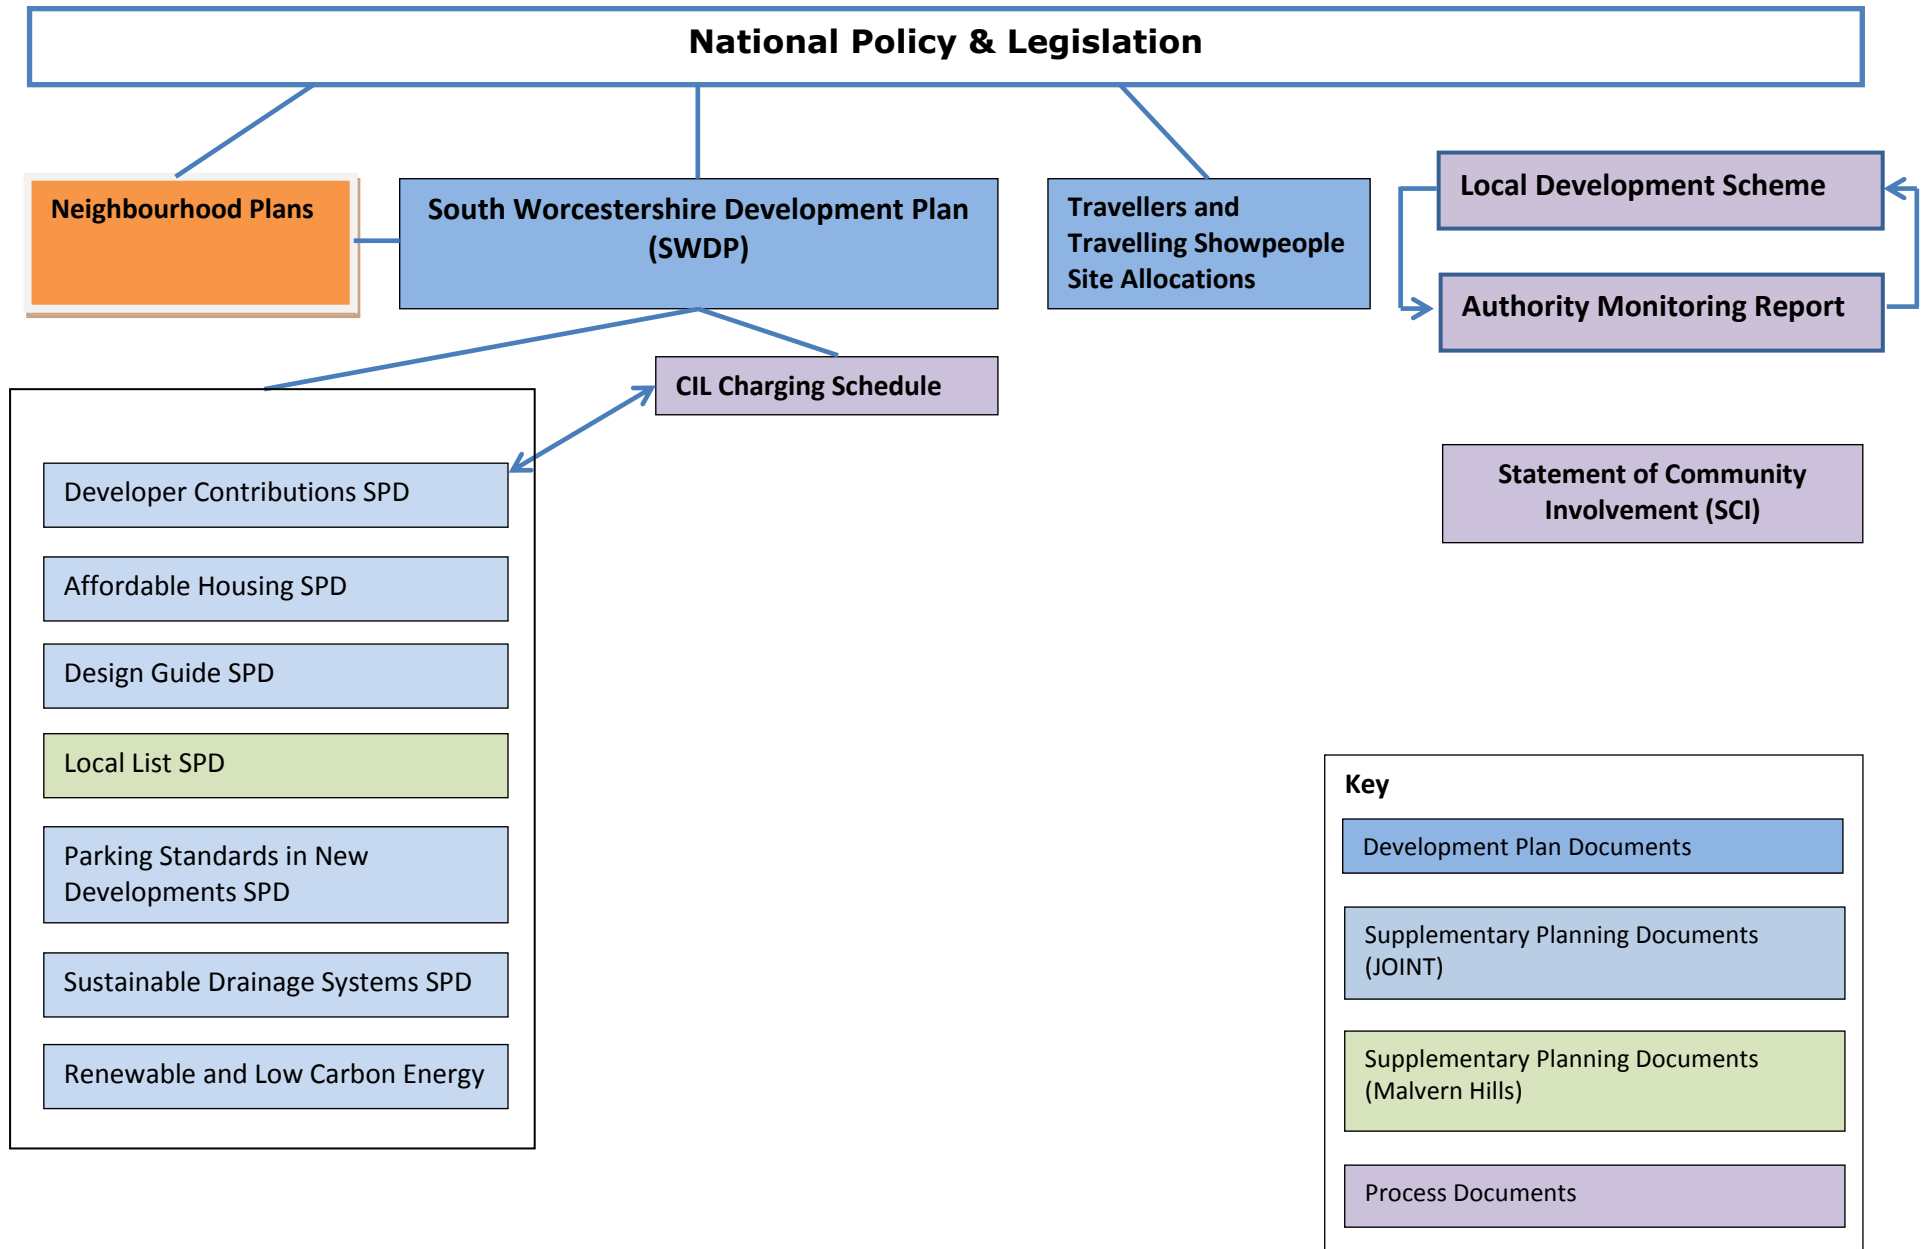 National Policy & Legislation
Neighbourhood Plans
South Worcestershire Development Plan
(SWDP)
Travellers and
Travelling Showpeople
Site Allocations
Local Development Scheme
Authority Monitoring Report
CIL Charging Schedule
Statement of Community
Involvement (SCI)
Developer Contributions SPD
Affordable Housing SPD
Design Guide SPD
Local List SPD
Parking Standards in New
Developments SPD
Sustainable Drainage Systems SPD
Renewable and Low Carbon Energy
Key
Development Plan Documents
Supplementary Planning Documents
(JOINT)
Supplementary Planning Documents
(Malvern Hills)
Process Documents